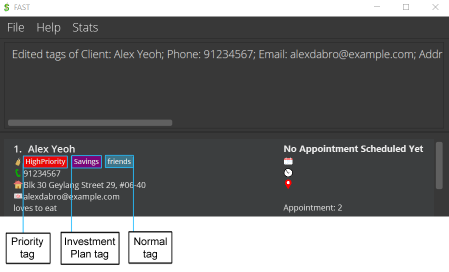 FAST
File Help Stats
Edited tags of Client: Alex Yeoh; Phone: 91234567; Email: alexdabro@example.com; Addr
1. Alex Yeoh
No Appointment Scheduled Yet
HighPriority Savings friends
91234567
Blk 30 Geylang Street 29, #06-40
alexdabro@example.com
loves to eat
Appointment: 2
Priority
tag
Investment
Plan tag
Normal
tag